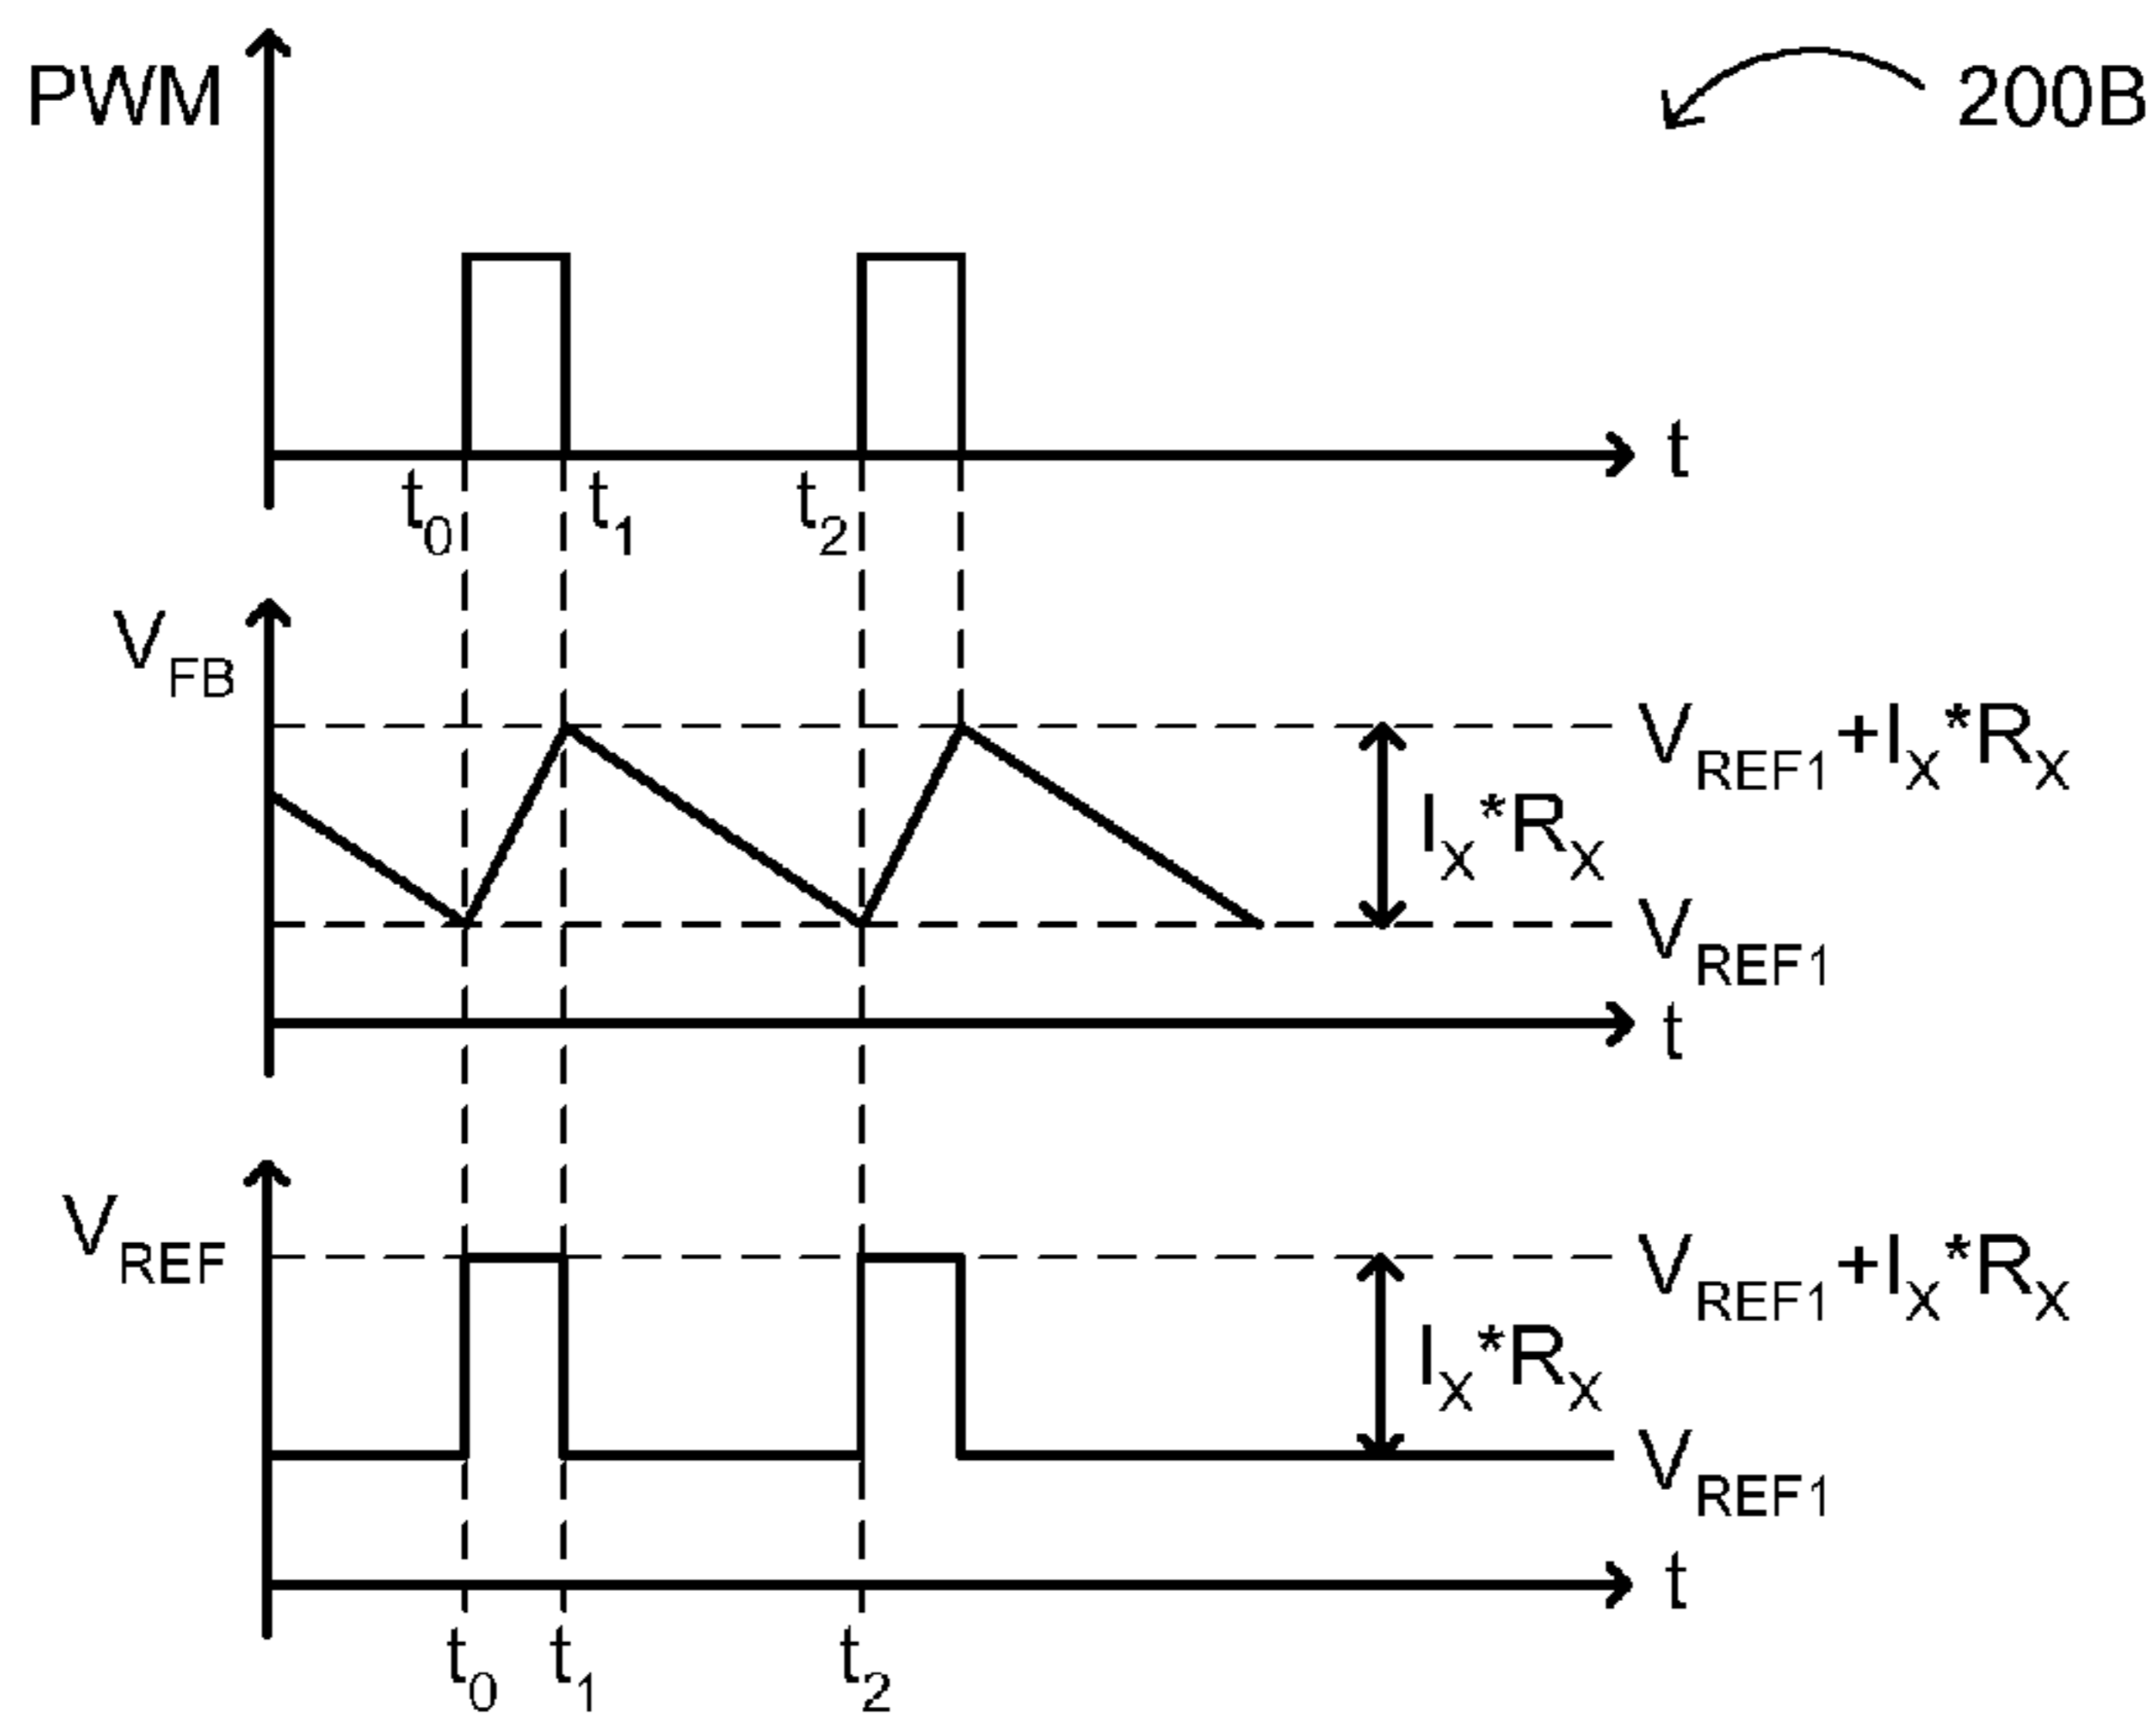 PWM
200B
t
t0
t1
t2
VFB
VREF1+IX*RX
IX*RX
VREF1
t
VREF
VREF1+IX*RX
IX*RX
VREF1
t
t0
t1
t2